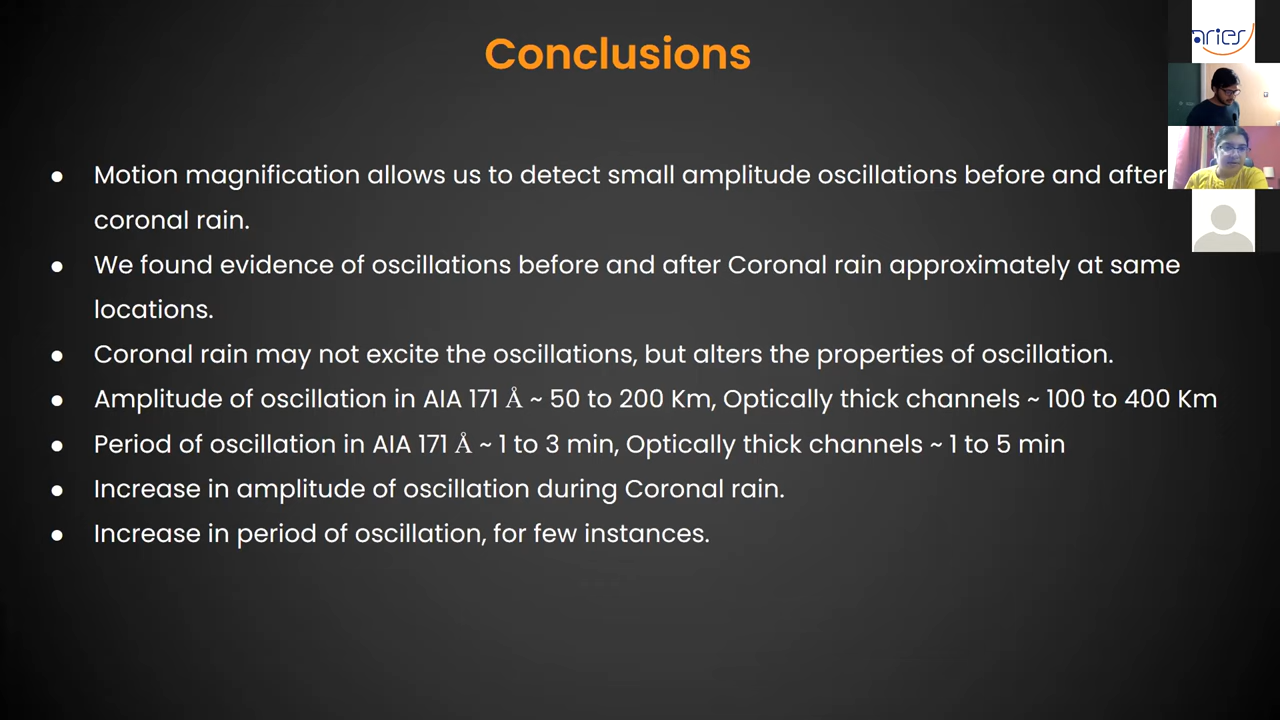 Conclusions
aries
● Motion magnification allows us to detect small amplitude oscillations before and after
coronal rain.
● We found evidence of oscillations before and after Coronal rain approximately at same
locations.
● Coronal rain may not excite the oscillations, but alters the properties of oscillation.
● Amplitude of oscillation in AIA 171 Å ~ 50 to 200 Km, Optically thick channels ~ 100 to 400 Km
● Period of oscillation in AIA 171 Å ~ 1 to 3 min, Optically thick channels ~ 1 to 5 min
● Increase in amplitude of oscillation during Coronal rain.
● Increase in period of oscillation, for few instances.